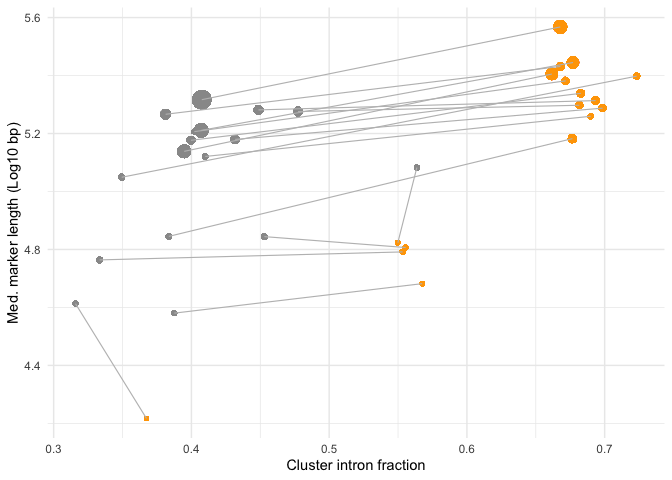 5.6
5.2
4.8
4.4
Med. marker length (Log10 bp)
0.3 0.4 0.5 0.6 0.7
Cluster intron fraction